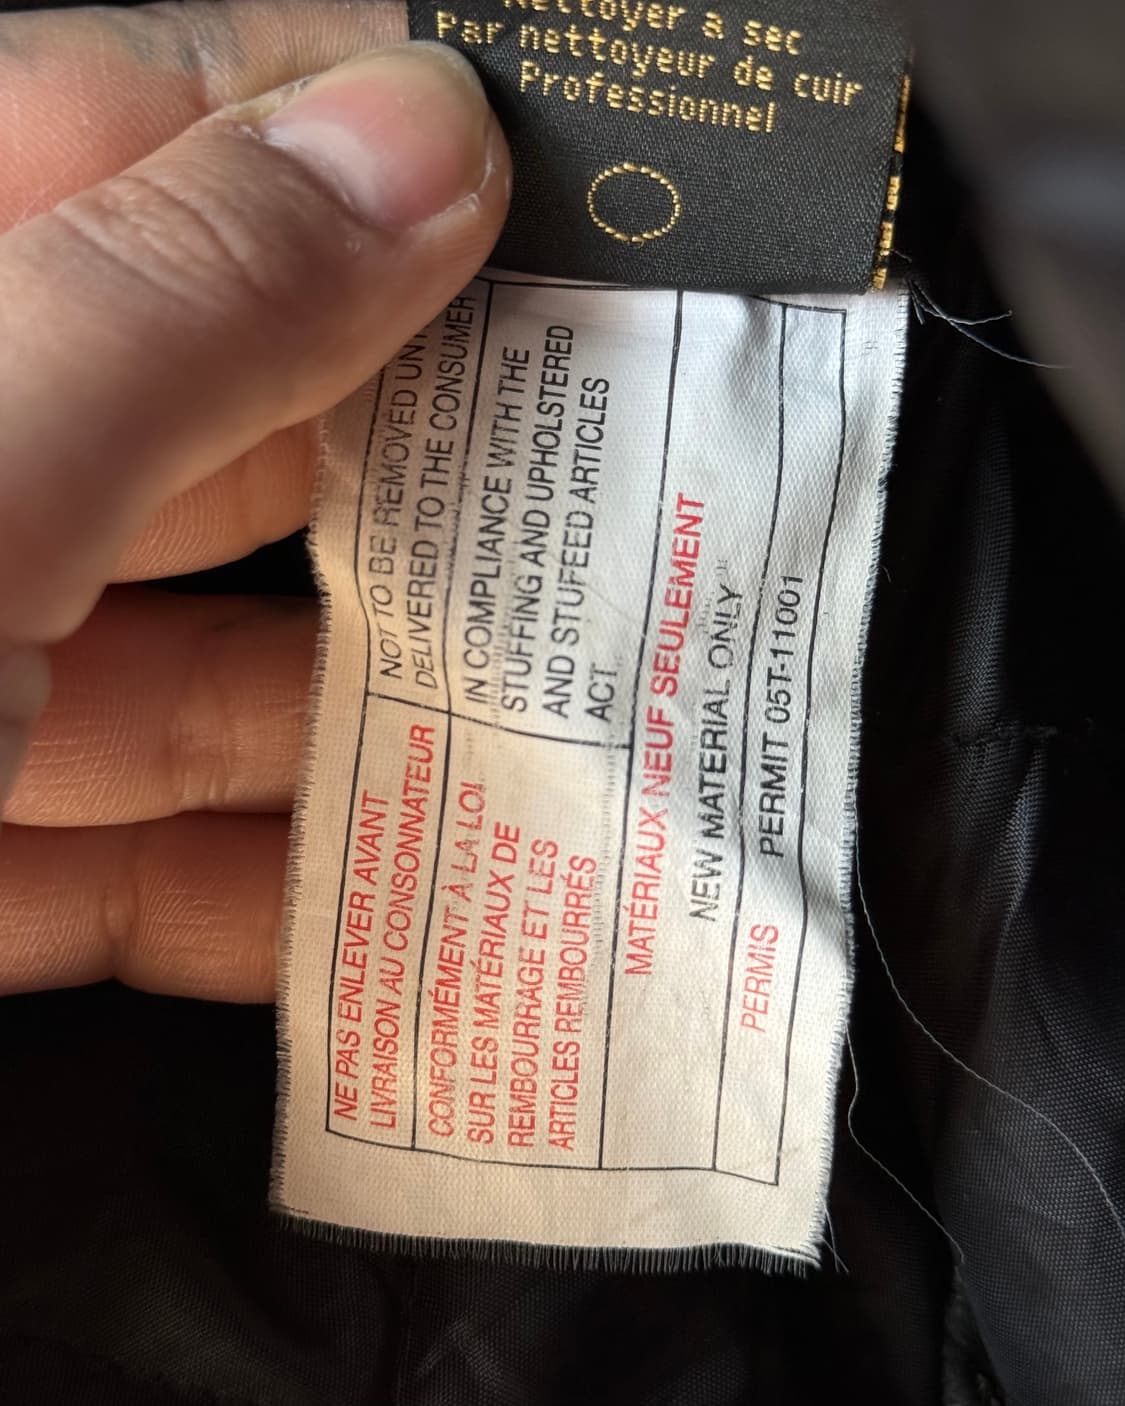 Nettoyer a sec
Par nettoyeur de cuir
Professionnel
NE PAS ENLEVER AVANT
LIVRAISON AU CONSONNATEUR
NOT TO BE REMOVED
DELIVERED TO THE CONSUMER
CONFORMÉMENT À LA LOI
SUR LES MATÉRIAUX DE
REMBOURRAGE ET LES
ARTICLES REMBOURRÉS
IN COMPLIANCE WITH THE
STUFFING AND UPHOLSTERED
AND STUFEED ARTICLES
ACT
MATÉRIAUX NEUF SEULEMENT
NEW MATERIAL ONLY
PERMIS PERMIT 05T-11001